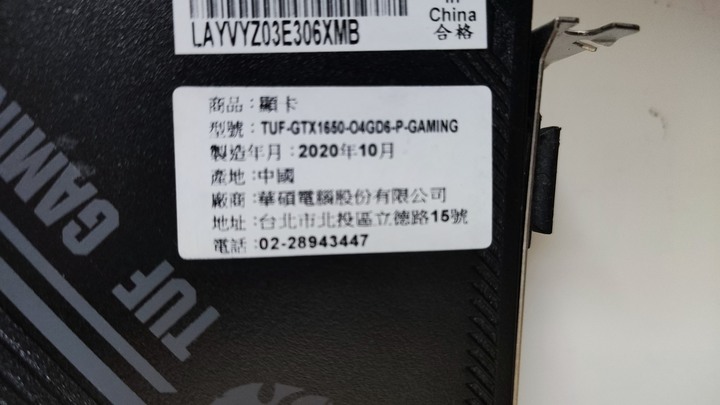 in
China
合格
LAYVYZ03E306XMB
商品：顯卡
型號：TUF-GTX1650-O4GD6-P-GAMING
製造年月：2020年10月
產地：中國
廠商：華碩電腦股份有限公司
地址：台北市北投區立德路15號
電話：02-28943447
TUF GAMING